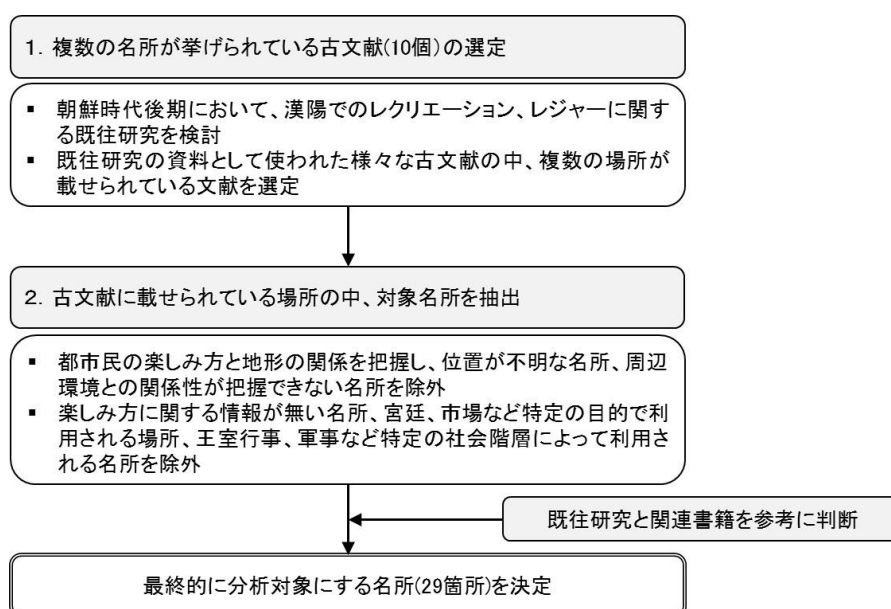 1. 複数の名所が挙げられている古文献(10個)の選定
▪ 朝鮮時代後期において、漢陽でのレクリエーション、レジャーに関す
る既往研究を検討
▪ 既往研究の資料として使われた様々な古文献の中、複数の場所が
載せられている文献を選定
2. 古文献に載せられている場所の中、対象名所を抽出
▪ 都市民の楽しみ方と地形の関係を把握し、位置が不明な名所、周辺
環境との関係性が把握できない名所を除外
▪ 楽しみ方に関する情報が無い名所、宮廷、市場など特定の目的で利
用される場所、王室行事、軍事など特定の社会階層によって利用さ
れる名所を除外
既往研究と関連書籍を参考に判断
最終的に分析対象にする名所(29箇所)を決定